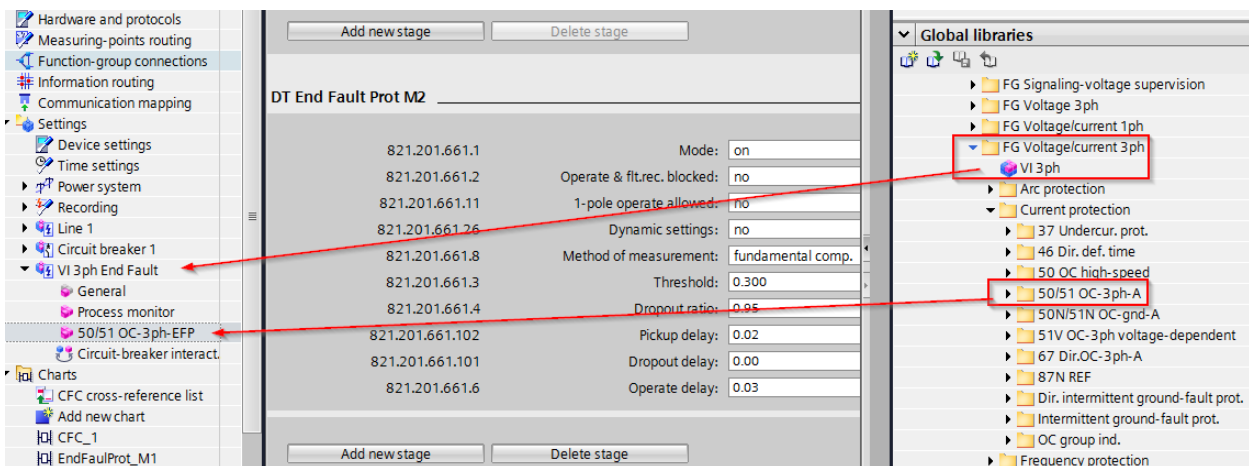 Hardware and protocols
Measuring-points routing
Function-group connections
Information routing
Communication mapping
Settings
Device settings
Time settings
Power system
Recording
Line 1
Circuit breaker 1
VI 3ph End Fault
General
Process monitor
50/51 OC-3ph-EFP
Circuit-breaker interact.
Charts
CFC cross-reference list
Add new chart
CFC_1
EndFaulProt_M1
Add new stage
Delete stage
DT End Fault Prot M2
821.201.661.1 Mode: on
821.201.661.2 Operate & flt.rec. blocked: no
821.201.661.11 1-pole operate allowed: no
821.201.661.26 Dynamic settings: no
821.201.661.8 Method of measurement: fundamental comp.
821.201.661.3 Threshold: 0.300
821.201.661.4 Dropout ratio: 0.95
821.201.661.102 Pickup delay: 0.02
821.201.661.101 Dropout delay: 0.00
821.201.661.6 Operate delay: 0.03
Add new stage
Delete stage
Global libraries
FG Signaling-voltage supervision
FG Voltage 3ph
FG Voltage/current 1ph
FG Voltage/current 3ph
VI 3ph
Arc protection
Current protection
37 Undercur. prot.
46 Dir. def. time
50 OC high-speed
50/51 OC-3ph-A
50N/51N OC-gnd-A
51V OC-3ph voltage-dependent
67 Dir.OC-3ph-A
87N REF
Dir. intermittent ground-fault prot.
Intermittent ground-fault prot.
OC group ind.
Frequency protection